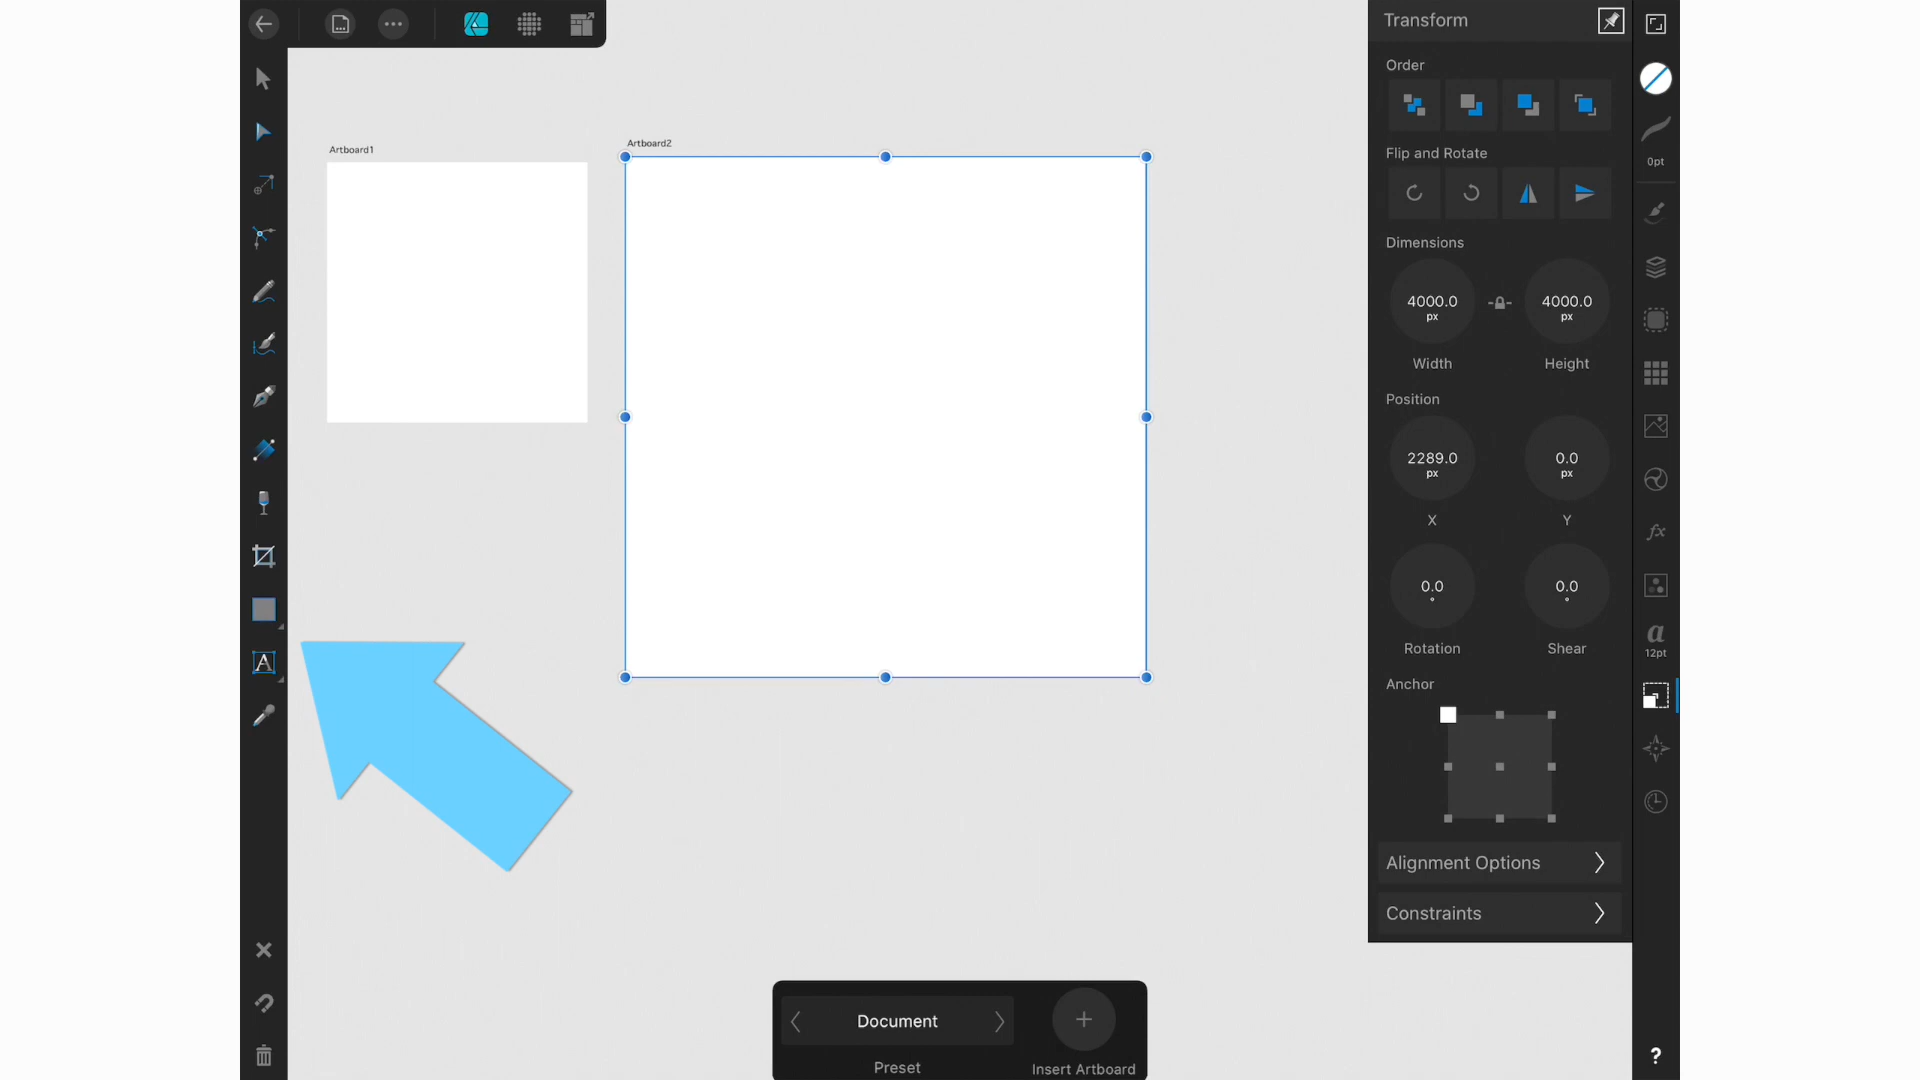 Transform
Order
0pt
Artboard1
Artboard2
Flip and Rotate
Dimensions
4000.0
px
4000.0
px
Width
Height
Position
2289.0
px
0.0
px
X
Y
fx
0.0
°
0.0
°
Rotation
Shear
a
12pt
A
Anchor
Alignment Options
Constraints
Document
Preset
Insert Artboard
?